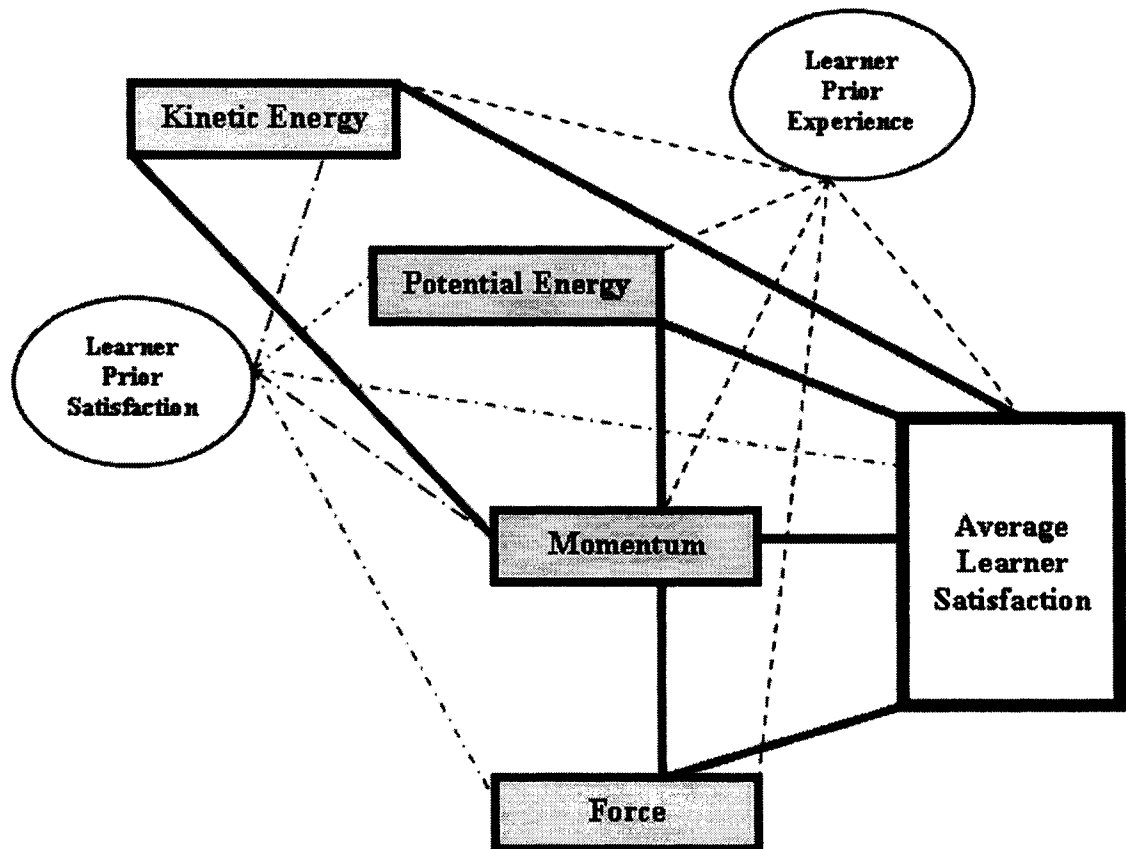 Learner
Prior
Experience
Kinetic Energy
Potential Energy
Learner
Prior
Satisfaction
Momentum
Average
Learner
Satisfaction
Force